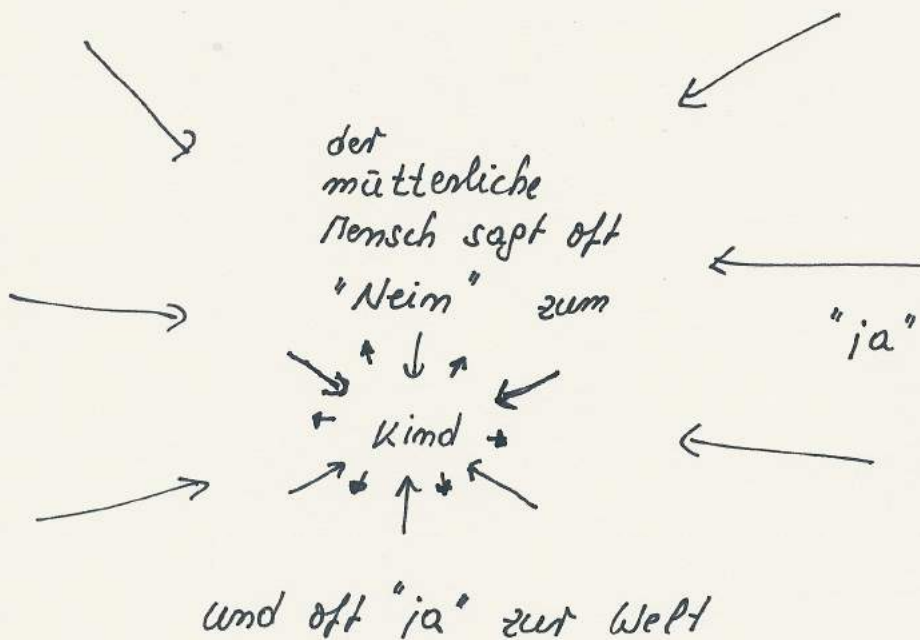 der
mütterliche
Mensch sagt oft
"Nein" zum
"ja"
Kind
und oft "ja" zur Welt